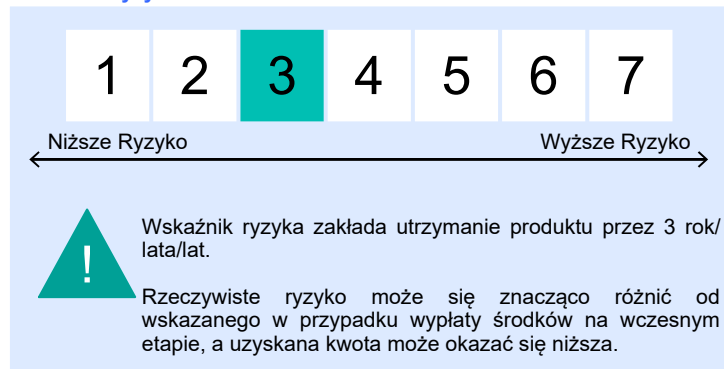 1 2 3 4 5 6 7
Niższe Ryzyko Wyższe Ryzyko
Wskaźnik ryzyka zakłada utrzymanie produktu przez 3 rok/
lata/lat.
!
Rzeczywiste ryzyko może się znacząco różnić od
wskazanego w przypadku wypłaty środków na wczesnym
etapie, a uzyskana kwota może okazać się niższa.